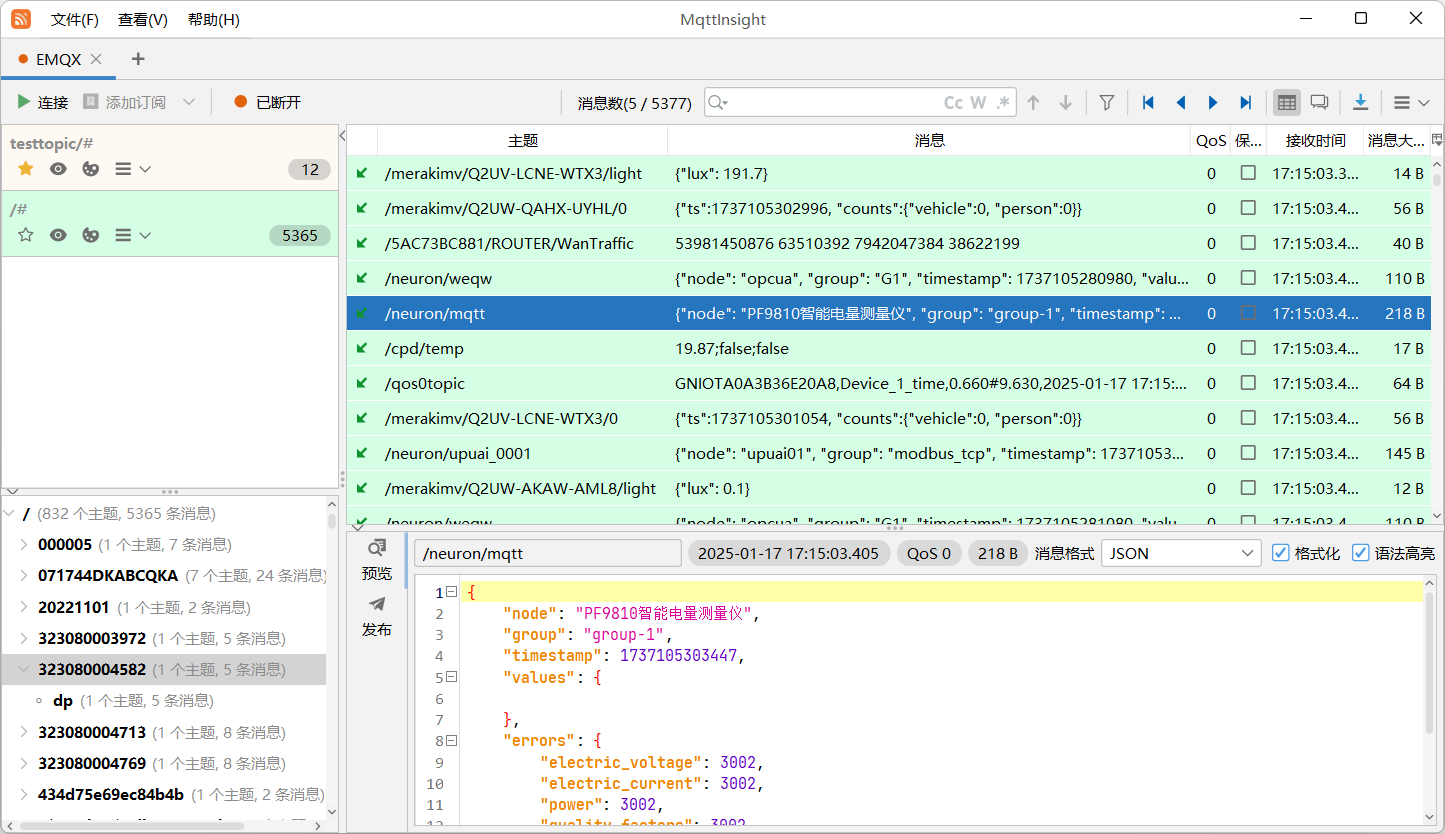 文件(F) 查看(V) 帮助(H) MqttInsight
EMQX
连接 添加订阅 已断开 消息数(5 / 5377) Cc W .*
testtopic/#
12
/#
5365
主题 消息 QoS 保... 接收时间 消息大...
/merakimv/Q2UV-LCNE-WTX3/light {"lux": 191.7} 0 17:15:03.3... 14 B
/merakimv/Q2UW-QAHX-UYHL/0 {"ts":1737105302996, "counts":{"vehicle":0, "person":0}} 0 17:15:03.4... 56 B
/5AC73BC881/ROUTER/WanTraffic 53981450876 63510392 7942047384 38622199 0 17:15:03.4... 40 B
/neuron/weqw {"node": "opcua", "group": "G1", "timestamp": 1737105280980, "valu... 0 17:15:03.4... 110 B
/neuron/mqtt {"node": "PF9810智能电量测量仪", "group": "group-1", "timestamp": ... 0 17:15:03.4... 218 B
/cpd/temp 19.87;false;false 0 17:15:03.4... 17 B
/qos0topic GNIOTA0A3B36E20A8,Device_1_time,0.660#9.630,2025-01-17 17:15:... 0 17:15:03.4... 64 B
/merakimv/Q2UV-LCNE-WTX3/0 {"ts":1737105301054, "counts":{"vehicle":0, "person":0}} 0 17:15:03.4... 56 B
/neuron/upuai_0001 {"node": "upuai01", "group": "modbus_tcp", "timestamp": 17371053... 0 17:15:03.4... 145 B
/merakimv/Q2UW-AKAW-AML8/light {"lux": 0.1} 0 17:15:03.4... 12 B
/neuron/weqw {"node": "opcua", "group": "G1", "timestamp": 1737105281080, "valu... 0 17:15:03.4... 110 B
/ (832 个主题, 5365 条消息)
000005 (1 个主题, 7 条消息)
071744DKABCQKA (7 个主题, 24 条消息)
20221101 (1 个主题, 2 条消息)
323080003972 (1 个主题, 5 条消息)
323080004582 (1 个主题, 5 条消息)
dp (1 个主题, 5 条消息)
323080004713 (1 个主题, 8 条消息)
323080004769 (1 个主题, 8 条消息)
434d75e69ec84b4b (1 个主题, 2 条消息)
预览
发布
/neuron/mqtt 2025-01-17 17:15:03.405 QoS 0 218 B 消息格式 JSON 格式化 语法高亮
1 {
2 "node": "PF9810智能电量测量仪",
3 "group": "group-1",
4 "timestamp": 1737105303447,
5 "values": {
6
7 },
8 "errors": {
9 "electric_voltage": 3002,
10 "electric_current": 3002,
11 "power": 3002,
12 "quality_factors": 3002